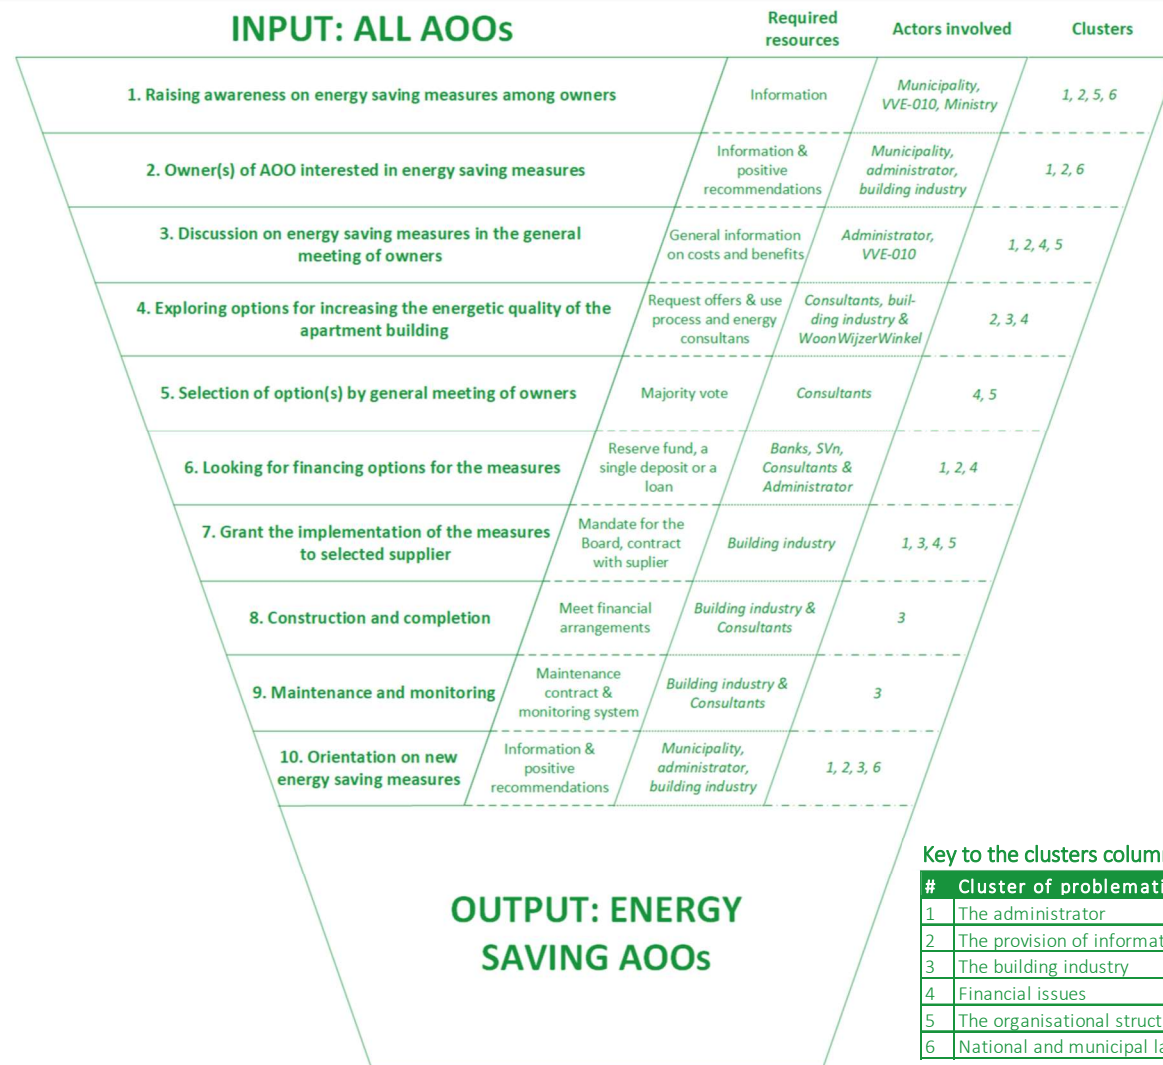 INPUT: ALL AOOs
Required
resources
Actors involved
Clusters
1. Raising awareness on energy saving measures among owners
Information
Municipality,
VVE-010, Ministry
1, 2, 5, 6
2. Owner(s) of AOO interested in energy saving measures
Information &
positive
recommendations
Municipality,
administrator,
building industry
1, 2, 6
3. Discussion on energy saving measures in the general
meeting of owners
General information
on costs and benefits
Administrator,
VVE-010
1, 2, 4, 5
4. Exploring options for increasing the energetic quality of the
apartment building
Request offers & use
process and energy
consultans
Consultants, buil-
ding industry &
WoonWijzerWinkel
2, 3, 4
5. Selection of option(s) by general meeting of owners
Majority vote
Consultants
4, 5
6. Looking for financing options for the measures
Reserve fund, a
single deposit or a
loan
Banks, SVn,
Consultants &
Administrator
1, 2, 4
7. Grant the implementation of the measures
to selected supplier
Mandate for the
Board, contract
with suplier
Building industry
1, 3, 4, 5
8. Construction and completion
Meet financial
arrangements
Building industry &
Consultants
3
9. Maintenance and monitoring
Maintenance
contract &
monitoring system
Building industry &
Consultants
3
10. Orientation on new
energy saving measures
Information &
positive
recommendations
Municipality,
administrator,
building industry
1, 2, 3, 6
OUTPUT: ENERGY
SAVING AOOs
Key to the clusters
# Cluster of
1 The administrator
2 The provision of
3 The building industry
4 Financial issues
5 The organisational
6 National and municipal